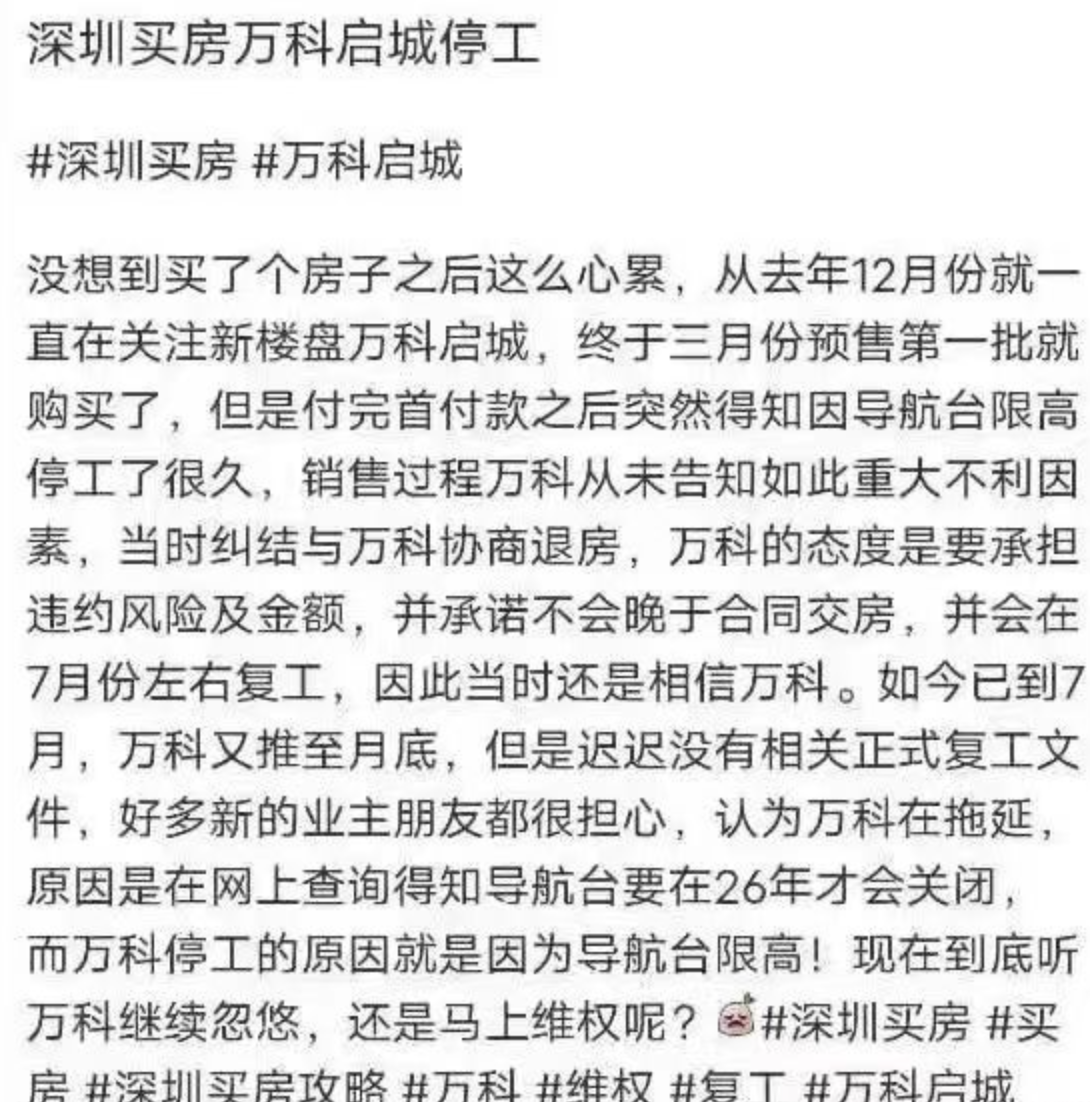 深圳买房万科启城停工
#深圳买房 #万科启城
没想到买了个房子之后这么心累，从去年12月份就一
直在关注新楼盘万科启城，终于三月份预售第一批就
购买了，但是付完首付款之后突然得知因导航台限高
停工了很久，销售过程万科从未告知如此重大不利因
素，当时纠结与万科协商退房，万科的态度是要承担
违约风险及金额，并承诺不会晚于合同交房，并会在
7月份左右复工，因此当时还是相信万科。如今已到7
月，万科又推至月底，但是迟迟没有相关正式复工文
件，好多新的业主朋友都很担心，认为万科在拖延，
原因是在网上查询得知导航台要在26年才会关闭，
而万科停工的原因就是因为导航台限高！现在到底听
万科继续忽悠，还是马上维权呢？#深圳买房 #买
房 #深圳买房攻略 #万科 #维权 #复工 #万科启城